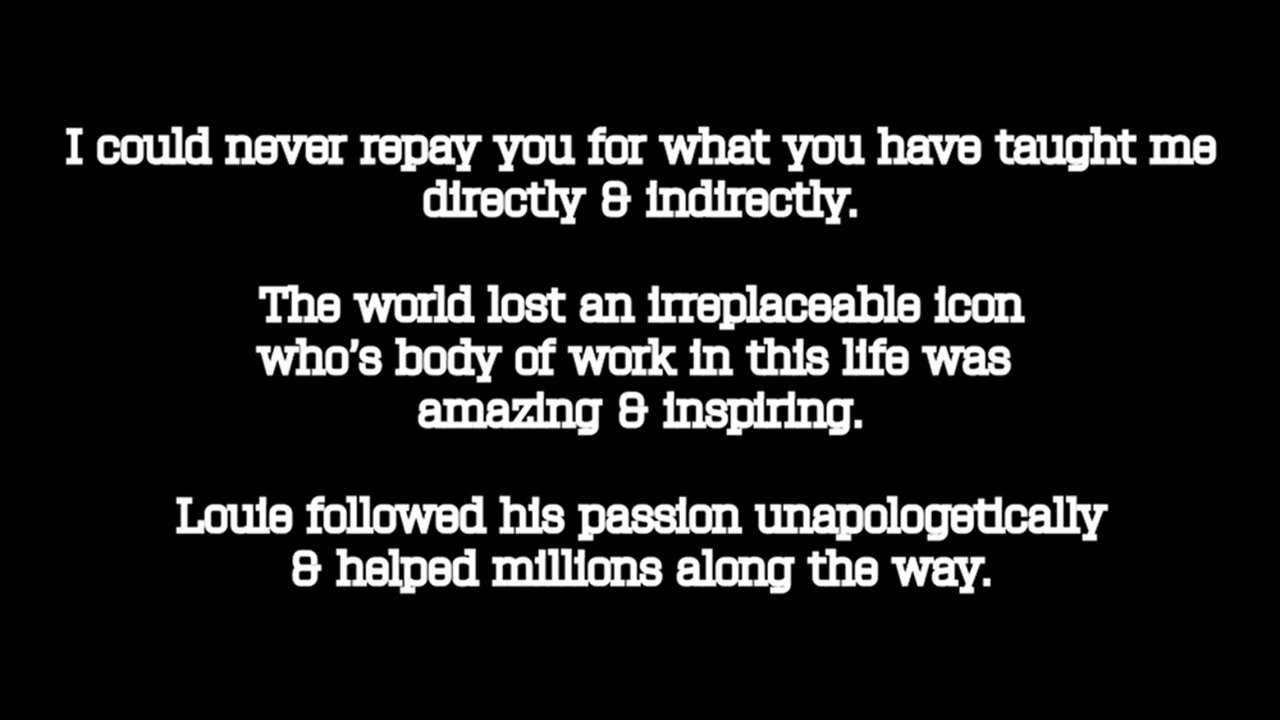 I could never repay you for what you have taught me
directly & indirectly.
The world lost an irreplaceable icon
who's body of work in this life was
amazing & inspiring.
Louie followed his passion unapologetically
& helped millions along the way.